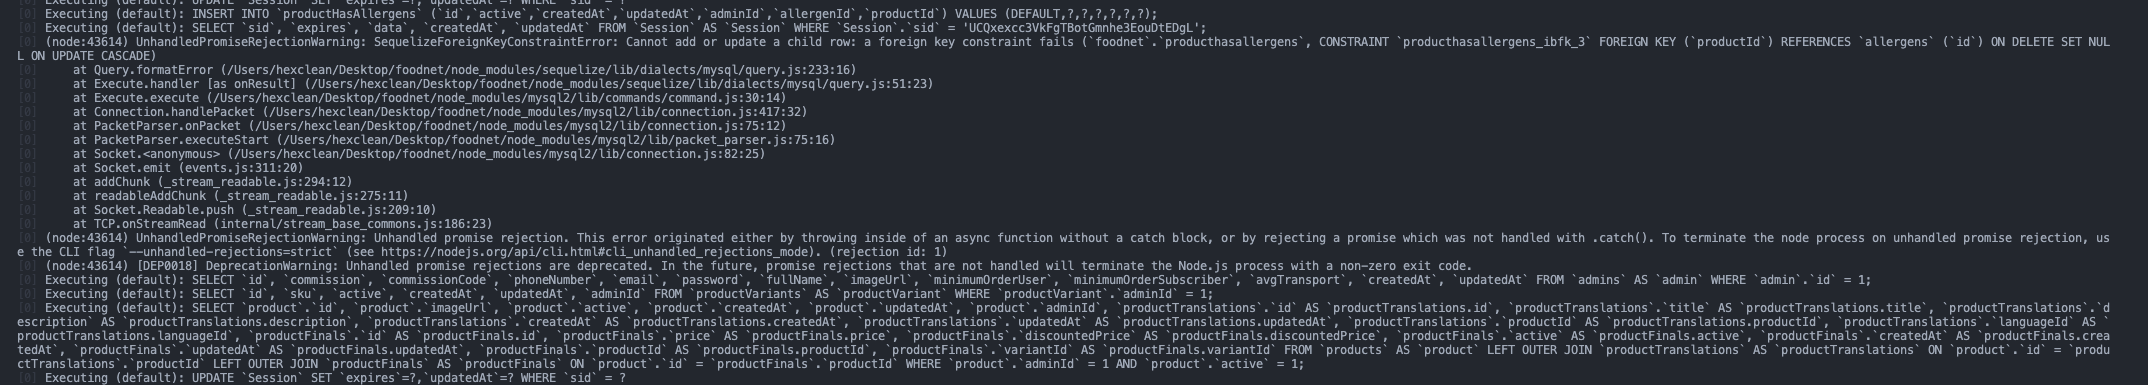 [0] Executing (default): UPDATE `Session` SET `expires`=?,`updatedAt`=? WHERE `sid` = ?
[0] Executing (default): INSERT INTO `productHasAllergens` (`id`,`active`,`createdAt`,`updatedAt`,`adminId`,`allergenId`,`productId`) VALUES (DEFAULT,?,?,?,?,?,?);
[0] Executing (default): SELECT `sid`, `expires`, `data`, `createdAt`, `updatedAt` FROM `Session` AS `Session` WHERE `Session`.`sid` = 'UCQxexcc3VkFgTBotGmnhe3EouDtEDgL';
[0] (node:43614) UnhandledPromiseRejectionWarning: SequelizeForeignKeyConstraintError: Cannot add or update a child row: a foreign key constraint fails (`foodnet`.`producthasallergens`, CONSTRAINT `producthasallergens_ibfk_3` FOREIGN KEY (`productId`) REFERENCES `allergens` (`id`) ON DELETE SET NUL
L ON UPDATE CASCADE)
[0]     at Query.formatError (/Users/hexclean/Desktop/foodnet/node_modules/sequelize/lib/dialects/mysql/query.js:233:16)
[0]     at Execute.handler [as onResult] (/Users/hexclean/Desktop/foodnet/node_modules/sequelize/lib/dialects/mysql/query.js:51:23)
[0]     at Execute.execute (/Users/hexclean/Desktop/foodnet/node_modules/mysql2/lib/commands/command.js:30:14)
[0]     at Connection.handlePacket (/Users/hexclean/Desktop/foodnet/node_modules/mysql2/lib/connection.js:417:32)
[0]     at PacketParser.onPacket (/Users/hexclean/Desktop/foodnet/node_modules/mysql2/lib/connection.js:75:12)
[0]     at PacketParser.executeStart (/Users/hexclean/Desktop/foodnet/node_modules/mysql2/lib/packet_parser.js:75:16)
[0]     at Socket.<anonymous> (/Users/hexclean/Desktop/foodnet/node_modules/mysql2/lib/connection.js:82:25)
[0]     at Socket.emit (events.js:311:20)
[0]     at addChunk (_stream_readable.js:294:12)
[0]     at readableAddChunk (_stream_readable.js:275:11)
[0]     at Socket.Readable.push (_stream_readable.js:209:10)
[0]     at TCP.onStreamRead (internal/stream_base_commons.js:186:23)
[0] (node:43614) UnhandledPromiseRejectionWarning: Unhandled promise rejection. This error originated either by throwing inside of an async function without a catch block, or by rejecting a promise which was not handled with .catch(). To terminate the node process on unhandled promise rejection, us
e the CLI flag `--unhandled-rejections=strict` (see https://nodejs.org/api/cli.html#cli_unhandled_rejections_mode). (rejection id: 1)
[0] (node:43614) [DEP0018] DeprecationWarning: Unhandled promise rejections are deprecated. In the future, promise rejections that are not handled will terminate the Node.js process with a non-zero exit code.
[0] Executing (default): SELECT `id`, `commission`, `commissionCode`, `phoneNumber`, `email`, `password`, `fullName`, `imageUrl`, `minimumOrderUser`, `minimumOrderSubscriber`, `avgTransport`, `createdAt`, `updatedAt` FROM `admins` AS `admin` WHERE `admin`.`id` = 1;
[0] Executing (default): SELECT `id`, `sku`, `active`, `createdAt`, `updatedAt`, `adminId` FROM `productVariants` AS `productVariant` WHERE `productVariant`.`adminId` = 1;
[0] Executing (default): SELECT `product`.`id`, `product`.`imageUrl`, `product`.`active`, `product`.`createdAt`, `product`.`updatedAt`, `product`.`adminId`, `productTranslations`.`id` AS `productTranslations.id`, `productTranslations`.`title` AS `productTranslations.title`, `productTranslations`.`d
escription` AS `productTranslations.description`, `productTranslations`.`createdAt` AS `productTranslations.createdAt`, `productTranslations`.`updatedAt` AS `productTranslations.updatedAt`, `productTranslations`.`productId` AS `productTranslations.productId`, `productTranslations`.`languageId` AS `
productTranslations.languageId`, `productFinals`.`id` AS `productFinals.id`, `productFinals`.`price` AS `productFinals.price`, `productFinals`.`discountedPrice` AS `productFinals.discountedPrice`, `productFinals`.`active` AS `productFinals.active`, `productFinals`.`createdAt` AS `productFinals.crea
tedAt`, `productFinals`.`updatedAt` AS `productFinals.updatedAt`, `productFinals`.`productId` AS `productFinals.productId`, `productFinals`.`variantId` AS `productFinals.variantId` FROM `products` AS `product` LEFT OUTER JOIN `productTranslations` AS `productTranslations` ON `product`.`id` = `produ
ctTranslations`.`productId` LEFT OUTER JOIN `productFinals` AS `productFinals` ON `product`.`id` = `productFinals`.`productId` WHERE `product`.`adminId` = 1 AND `product`.`active` = 1;
[0] Executing (default): UPDATE `Session` SET `expires`=?,`updatedAt`=? WHERE `sid` = ?